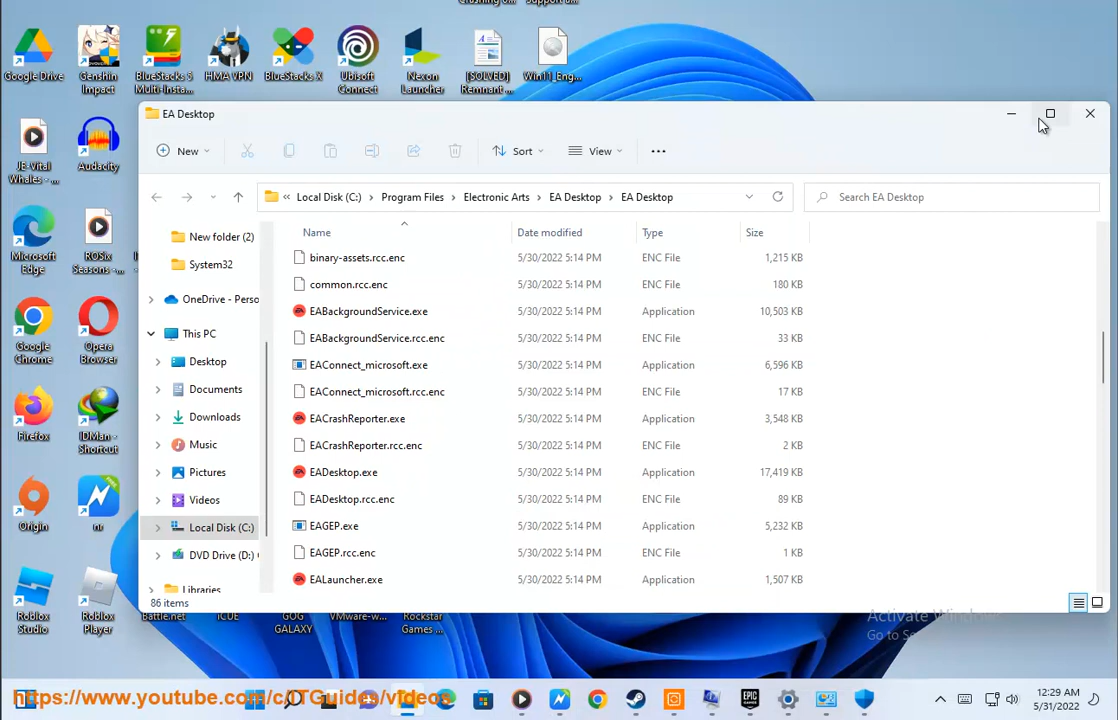 Crushing o...
Support u...
Google Drive
Genshin Impact
BlueStacks 5 Multi-Insta...
HMA VPN
BlueStacks X
Ubisoft Connect
Nexon Launcher
[SOLVED] Remnant ...
Win11_Eng...
EA Desktop
New
Sort
View
« Local Disk (C:) > Program Files > Electronic Arts > EA Desktop > EA Desktop
Search EA Desktop
JE-Vital Whales - ...
Audacity
Microsoft Edge
ROSix Seasons -...
Google Chrome
Opera Browser
Firefox
IDMan - Shortcut
Origin
nr
Roblox Studio
Roblox Player
New folder (2)
System32
OneDrive - Perso
This PC
Desktop
Documents
Downloads
Music
Pictures
Videos
Local Disk (C:)
DVD Drive (D:)
Libraries
Name Date modified Type Size
binary-assets.rcc.enc 5/30/2022 5:14 PM ENC File 1,215 KB
common.rcc.enc 5/30/2022 5:14 PM ENC File 180 KB
EABackgroundService.exe 5/30/2022 5:14 PM Application 10,503 KB
EABackgroundService.rcc.enc 5/30/2022 5:14 PM ENC File 33 KB
EAConnect_microsoft.exe 5/30/2022 5:14 PM Application 6,596 KB
EAConnect_microsoft.rcc.enc 5/30/2022 5:14 PM ENC File 17 KB
EACrashReporter.exe 5/30/2022 5:14 PM Application 3,548 KB
EACrashReporter.rcc.enc 5/30/2022 5:14 PM ENC File 2 KB
EADesktop.exe 5/30/2022 5:14 PM Application 17,419 KB
EADesktop.rcc.enc 5/30/2022 5:14 PM ENC File 89 KB
EAGEP.exe 5/30/2022 5:14 PM Application 5,232 KB
EAGEP.rcc.enc 5/30/2022 5:14 PM ENC File 1 KB
EALauncher.exe 5/30/2022 5:14 PM Application 1,507 KB
86 items
Battle.net
iCUE
GOG GALAXY
VMware-w...
Rockstar Games ...
Activate Windows
Go to Se
https://www.youtube.com/c/TGuides/videos
12:29 AM
5/31/2022